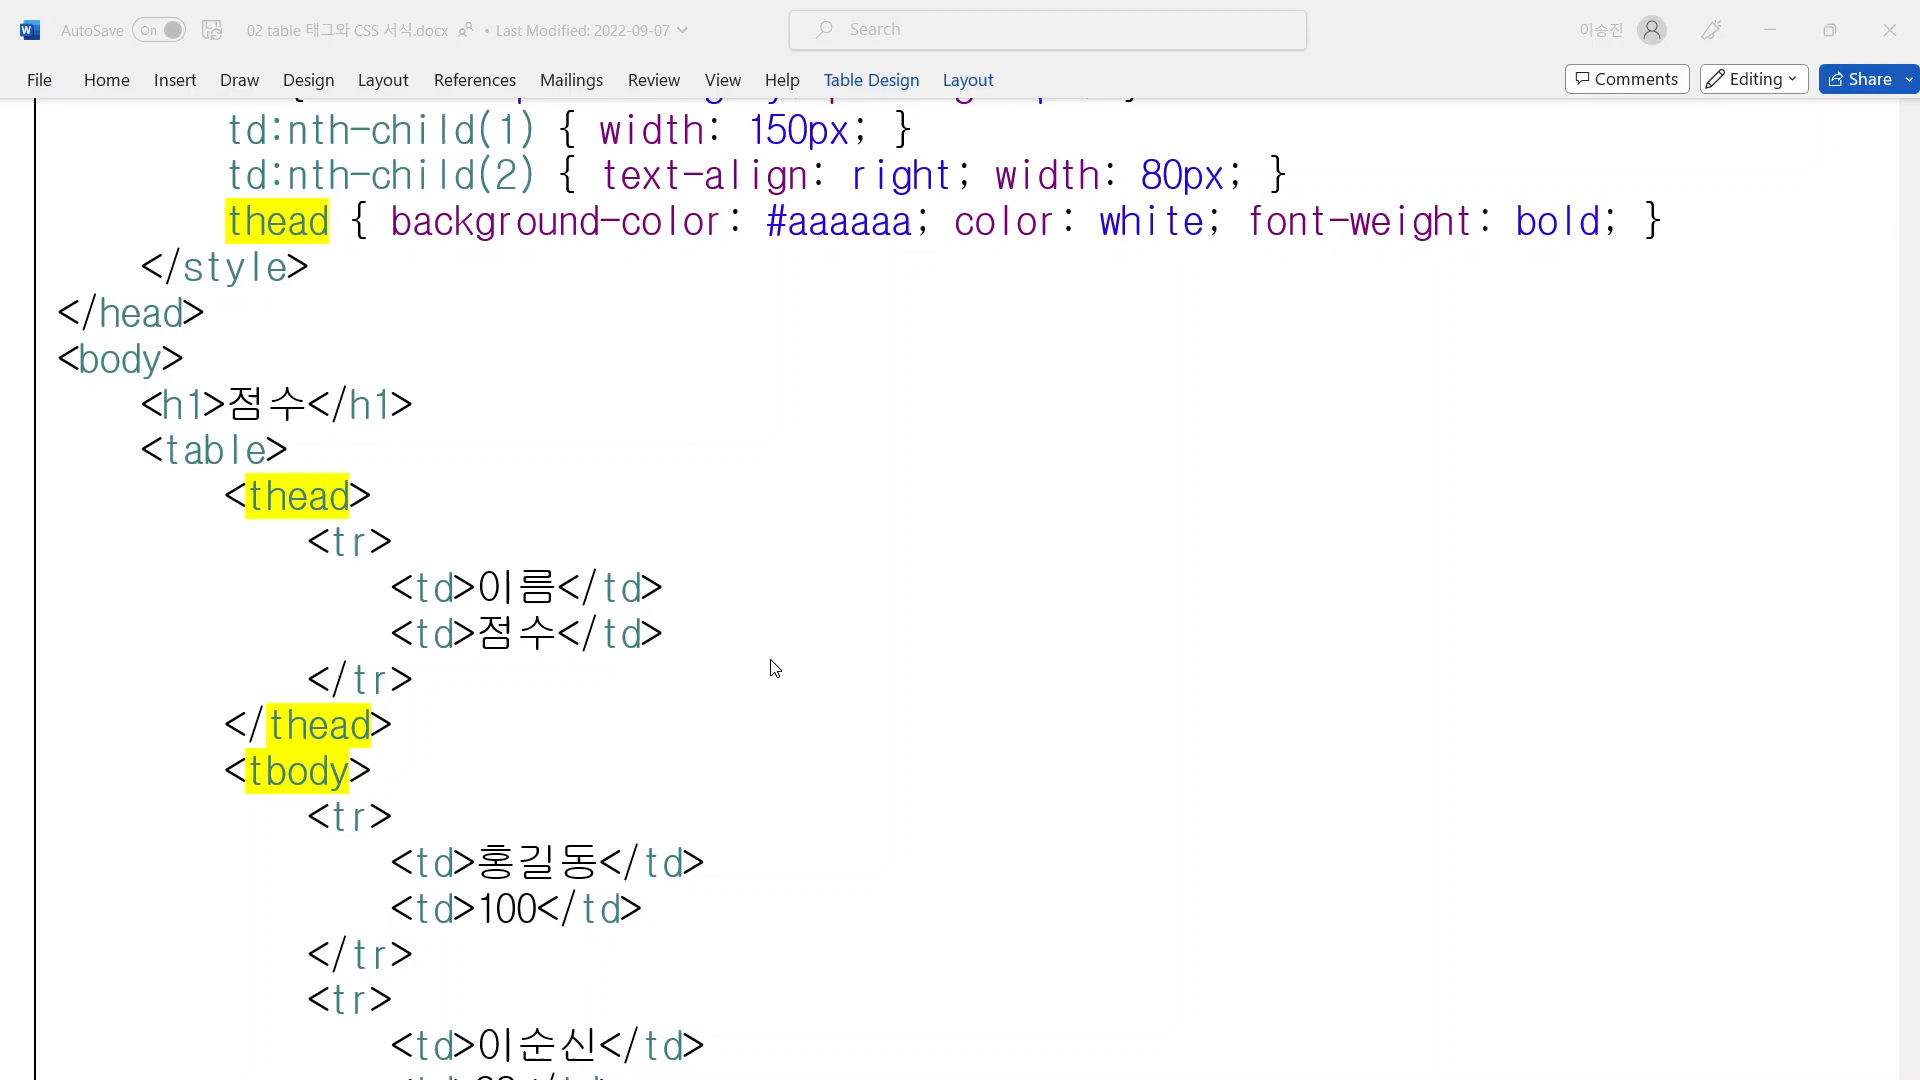 AutoSave On 02 table 태그와 CSS 서식.docx • Last Modified: 2022-09-07 Search 이승진
File Home Insert Draw Design Layout References Mailings Review View Help Table Design Layout Comments Editing Share
td:nth-child(1) { width: 150px; }
td:nth-child(2) { text-align: right; width: 80px; }
thead { background-color: #aaaaaa; color: white; font-weight: bold; }
</style>
</head>
<body>
<h1>점수</h1>
<table>
<thead>
<tr>
<td>이름</td>
<td>점수</td>
</tr>
</thead>
<tbody>
<tr>
<td>홍길동</td>
<td>100</td>
</tr>
<tr>
<td>이순신</td>